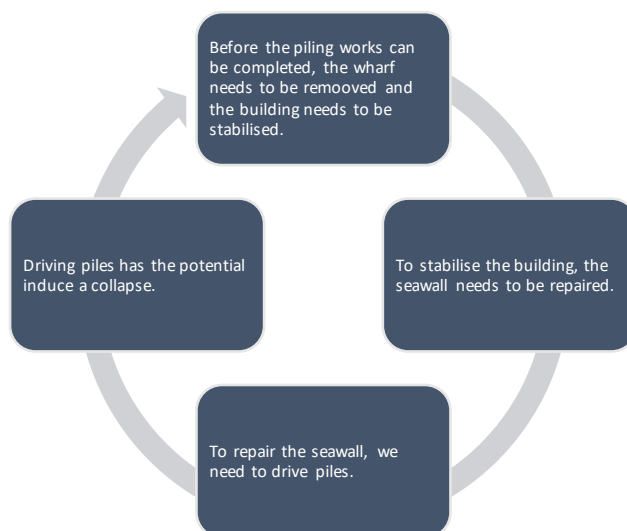 Before the piling works can
be completed, the wharf
needs to be remooved and
the building needs to be
stabilised.
To stabilise the building, the
seawall needs to be repaired.
To repair the seawall, we
need to drive piles.
Driving piles has the potential
induce a collapse.